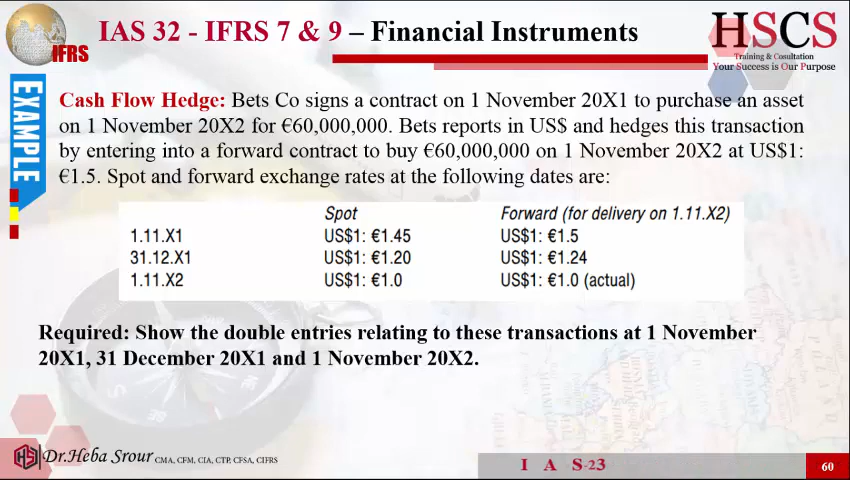 IAS 32 - IFRS 7 & 9 – Financial Instruments
IFRS
HSCS
Training & Cosultation
Your Success is Our Purpose
EXAMPLE
Cash Flow Hedge: Bets Co signs a contract on 1 November 20X1 to purchase an asset
on 1 November 20X2 for €60,000,000. Bets reports in US$ and hedges this transaction
by entering into a forward contract to buy €60,000,000 on 1 November 20X2 at US$1:
€1.5. Spot and forward exchange rates at the following dates are:
Spot Forward (for delivery on 1.11.X2)
1.11.X1 US$1: €1.45 US$1: €1.5
31.12.X1 US$1: €1.20 US$1: €1.24
1.11.X2 US$1: €1.0 US$1: €1.0 (actual)
Required: Show the double entries relating to these transactions at 1 November
20X1, 31 December 20X1 and 1 November 20X2.
HS Dr.Heba Srour CMA, CFM, CIA, CTP, CFSA, CIFRS
I A S-23
60